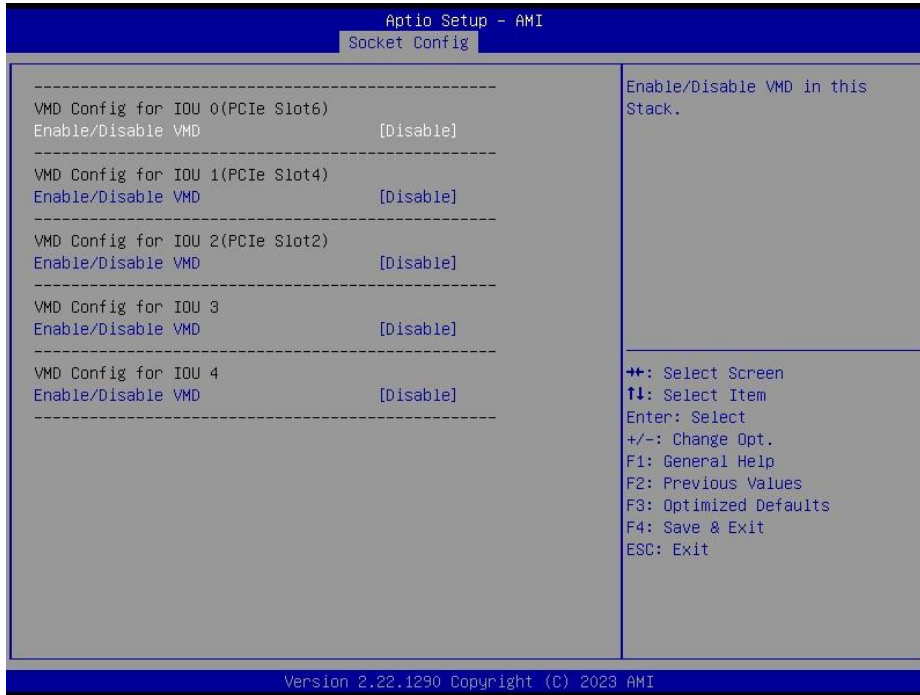 Aptio Setup - AMI
Socket Config
------------------------------------------------
VMD Config for IOU 0(PCIe Slot6)
Enable/Disable VMD [Disable]
------------------------------------------------
VMD Config for IOU 1(PCIe Slot4)
Enable/Disable VMD [Disable]
------------------------------------------------
VMD Config for IOU 2(PCIe Slot2)
Enable/Disable VMD [Disable]
------------------------------------------------
VMD Config for IOU 3
Enable/Disable VMD [Disable]
------------------------------------------------
VMD Config for IOU 4
Enable/Disable VMD [Disable]
------------------------------------------------
Enable/Disable VMD in this
Stack.
→←: Select Screen
↑↓: Select Item
Enter: Select
+/-: Change Opt.
F1: General Help
F2: Previous Values
F3: Optimized Defaults
F4: Save & Exit
ESC: Exit
Version 2.22.1290 Copyright (C) 2023 AMI